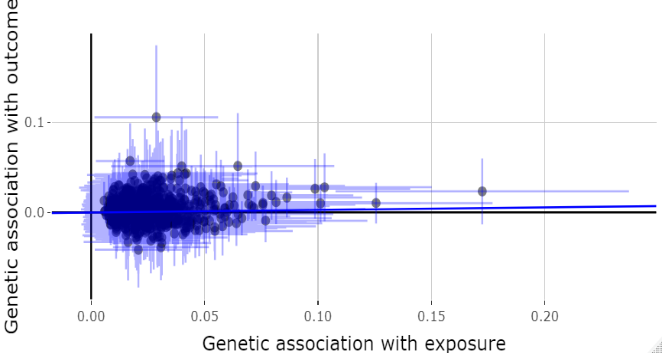 Genetic association with outcome
0.1
0.0
0.00 0.05 0.10 0.15 0.20
Genetic association with exposure